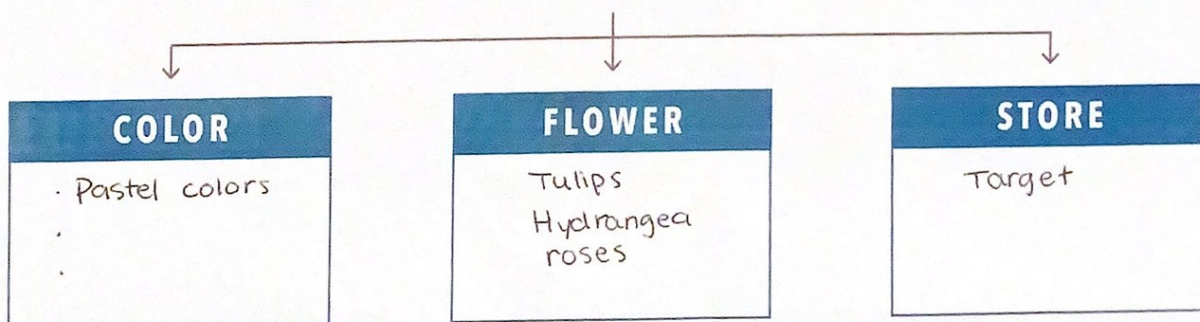 COLOR
· Pastel colors
·
·
FLOWER
Tulips
Hydrangea
roses
STORE
Target